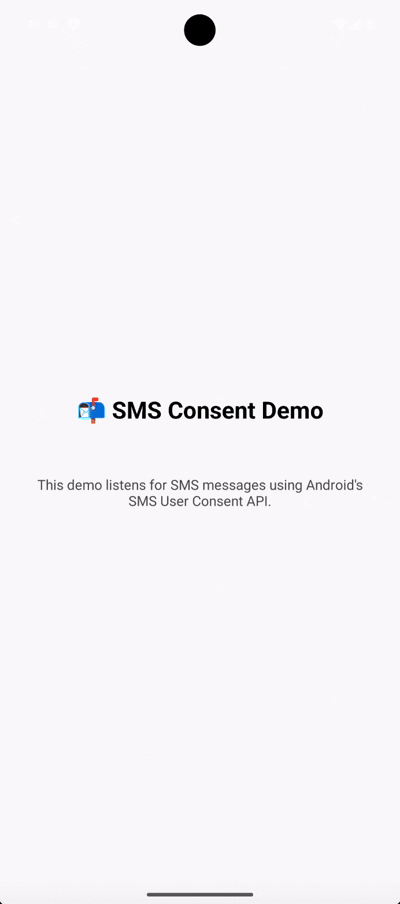 📬 SMS Consent Demo
This demo listens for SMS messages using Android's
SMS User Consent API.